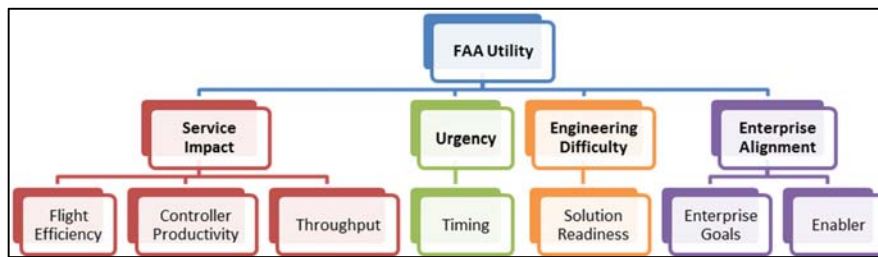 FAA Utility
Service
Impact
Urgency
Engineering
Difficulty
Enterprise
Alignment
Flight
Efficiency
Controller
Productivity
Throughput
Timing
Solution
Readiness
Enterprise
Goals
Enabler